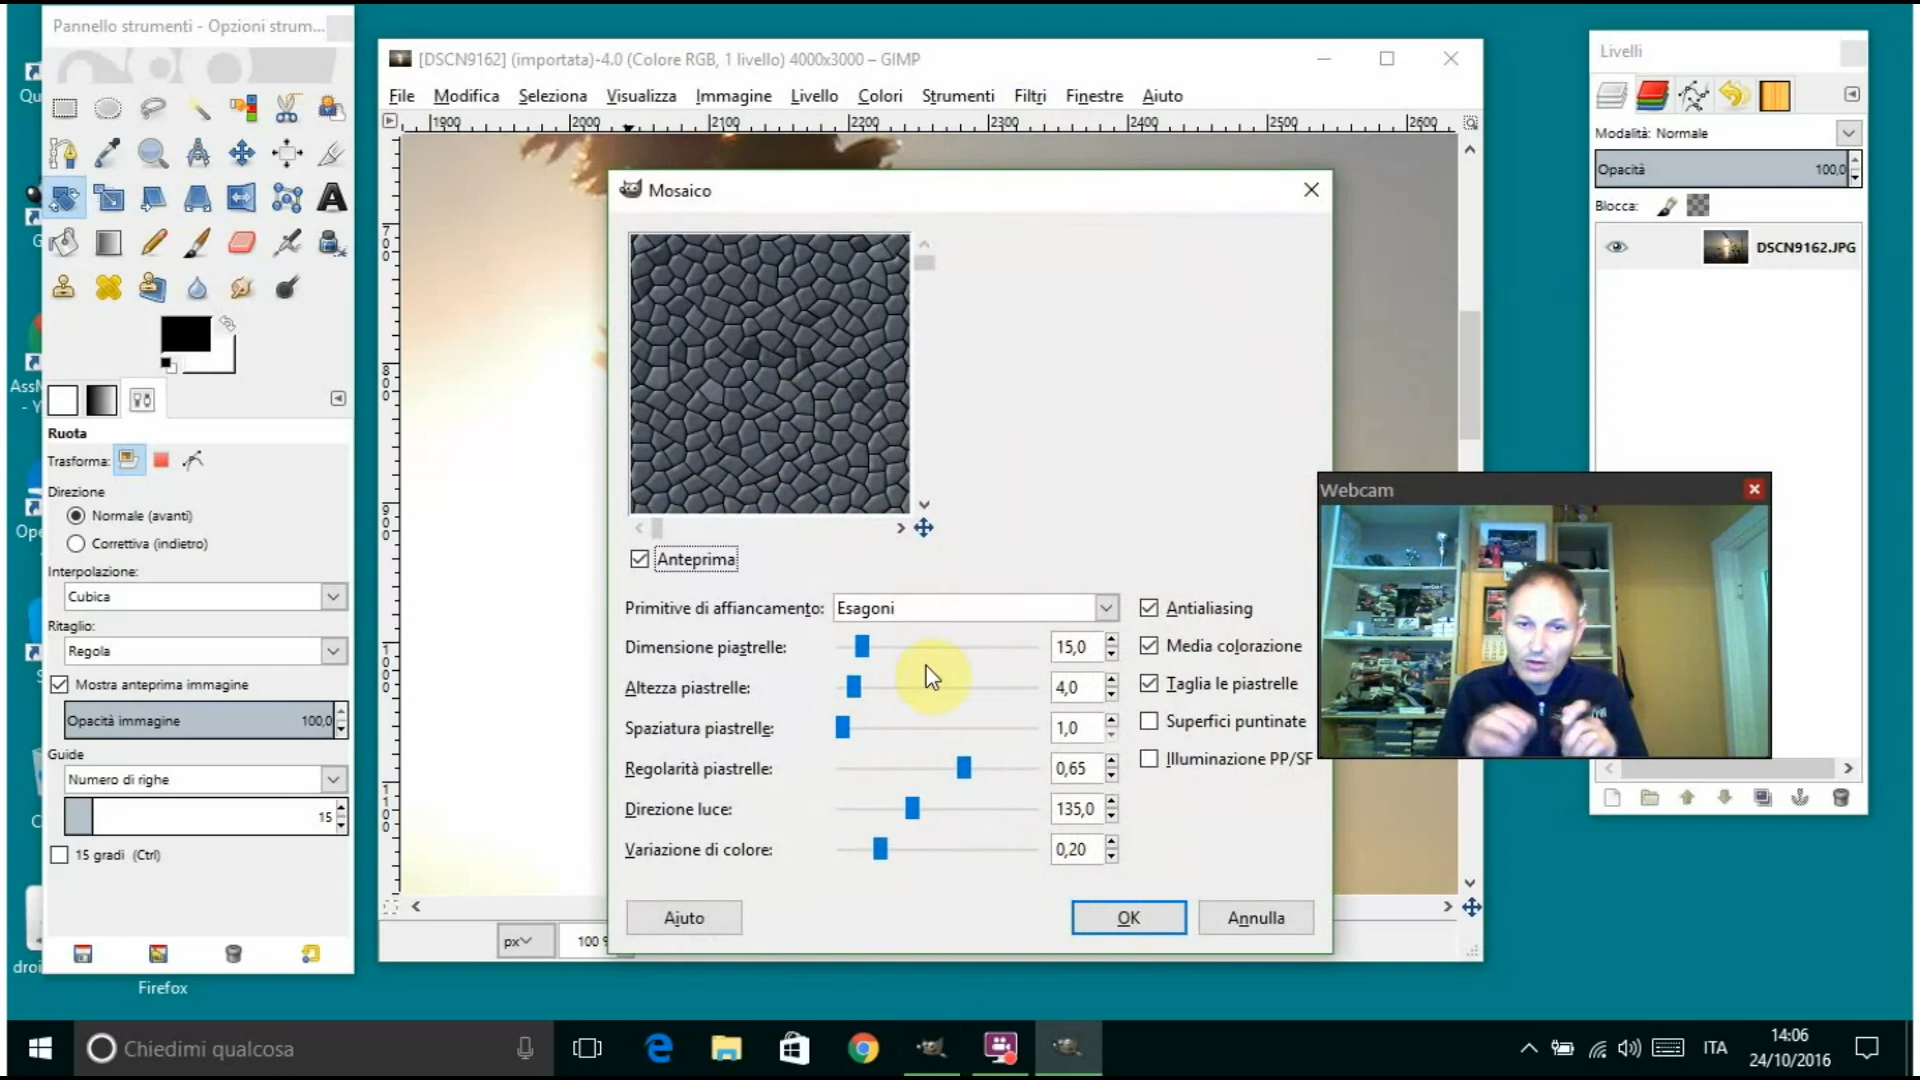 Pannello strumenti - Opzioni strum...
Ruota
Trasforma:
Direzione
Normale (avanti)
Correttiva (indietro)
Interpolazione:
Cubica
Ritaglio:
Regola
Mostra anteprima immagine
Opacità immagine 100,0
Guide
Numero di righe
15
15 gradi (Ctrl)
Firefox
[DSCN9162] (importata)-4.0 (Colore RGB, 1 livello) 4000x3000 – GIMP
File Modifica Seleziona Visualizza Immagine Livello Colori Strumenti Filtri Finestre Aiuto
1900 2000 2100 2200 2300 2400 2500 2600
700
800
900
1000
1100
px 100 %
Mosaico
Anteprima
Primitive di affiancamento: Esagoni
Dimensione piastrelle: 15,0
Altezza piastrelle: 4,0
Spaziatura piastrelle: 1,0
Regolarità piastrelle: 0,65
Direzione luce: 135,0
Variazione di colore: 0,20
Antialiasing
Media colorazione
Taglia le piastrelle
Superfici puntinate
Illuminazione PP/SF
Aiuto OK Annulla
Livelli
Modalità: Normale
Opacità 100,0
Blocca:
DSCN9162.JPG
Webcam
Chiedimi qualcosa
ITA
14:06
24/10/2016